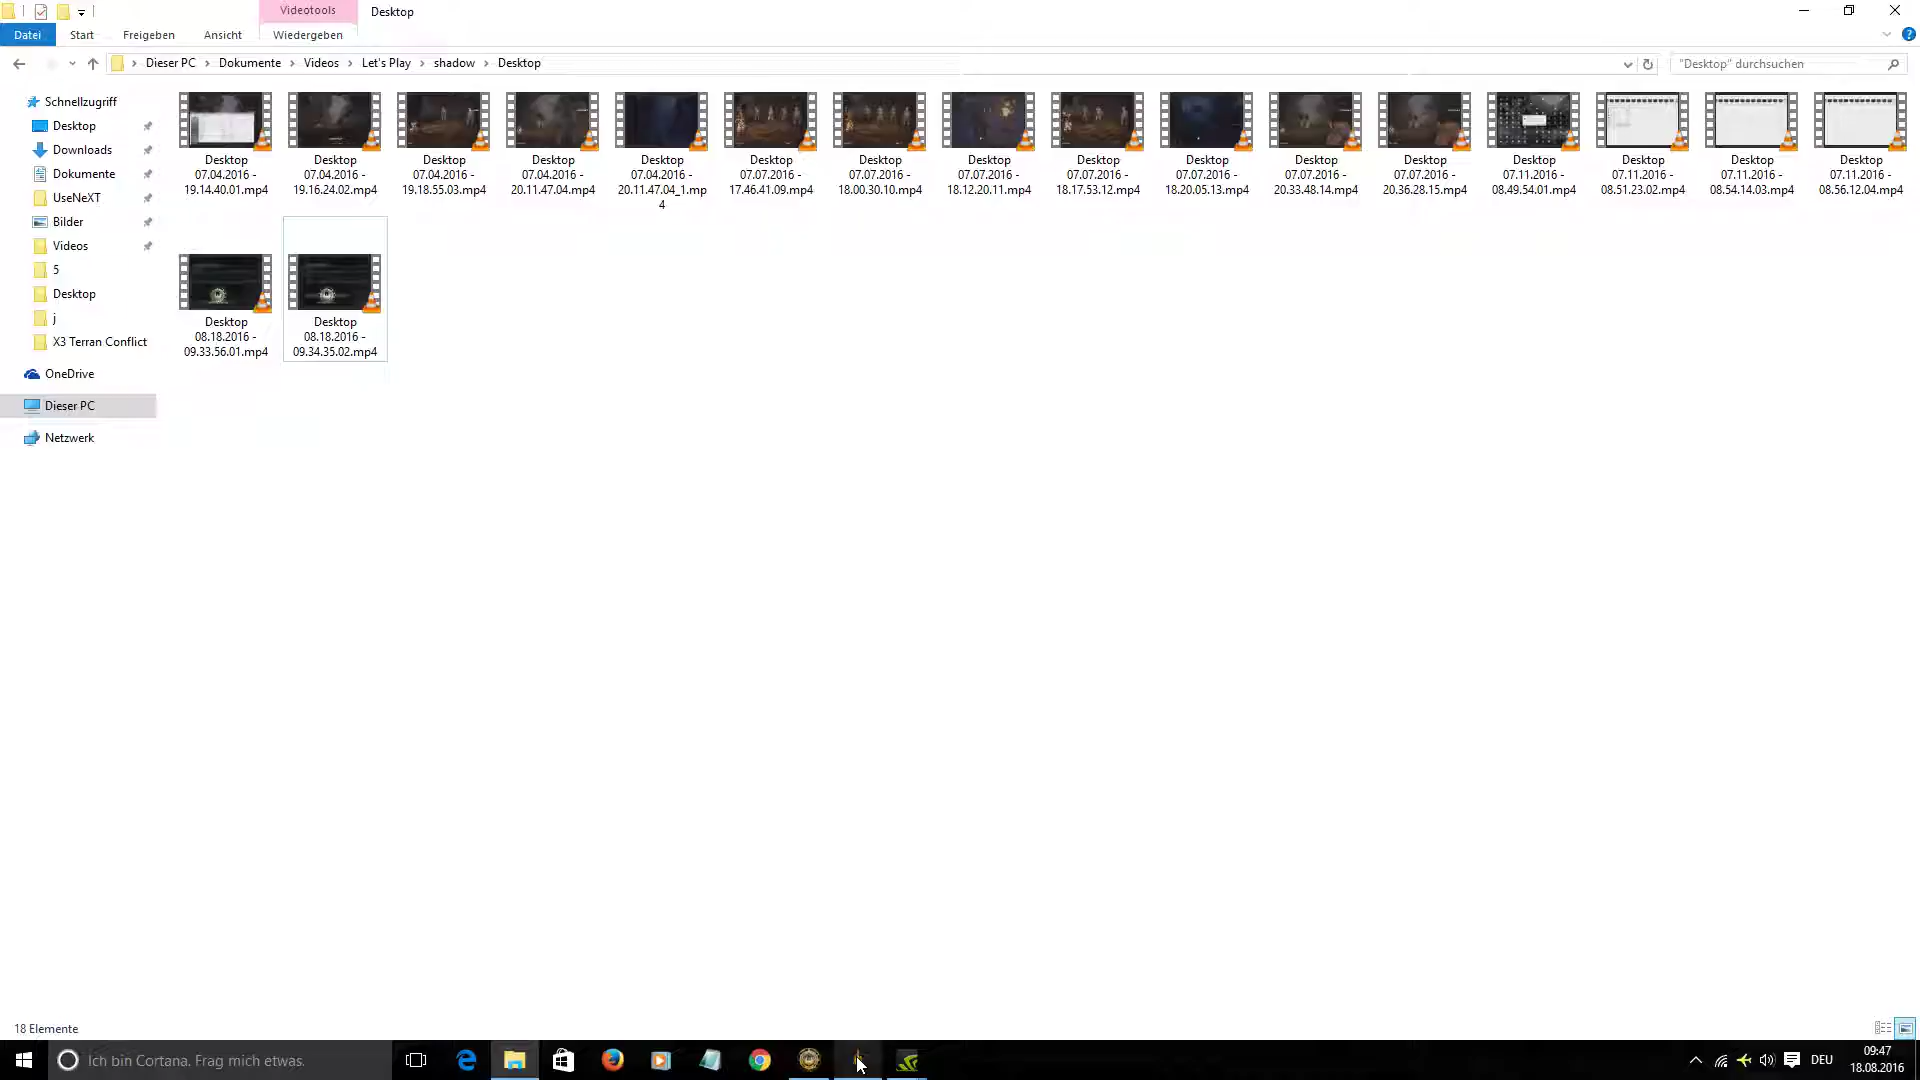 Videotools
Desktop
Datei
Start
Freigeben
Ansicht
Wiedergeben
Dieser PC > Dokumente > Videos > Let's Play > shadow > Desktop
"Desktop" durchsuchen
Schnellzugriff
Desktop
Downloads
Dokumente
UseNeXT
Bilder
Videos
5
Desktop
j
X3 Terran Conflict
OneDrive
Dieser PC
Netzwerk
Desktop
07.04.2016 -
19.14.40.01.mp4
Desktop
07.04.2016 -
19.16.24.02.mp4
Desktop
07.04.2016 -
19.18.55.03.mp4
Desktop
07.04.2016 -
20.11.47.04.mp4
Desktop
07.04.2016 -
20.11.47.04_1.mp
4
Desktop
07.07.2016 -
17.46.41.09.mp4
Desktop
07.07.2016 -
18.00.30.10.mp4
Desktop
07.07.2016 -
18.12.20.11.mp4
Desktop
07.07.2016 -
18.17.53.12.mp4
Desktop
07.07.2016 -
18.20.05.13.mp4
Desktop
07.07.2016 -
20.33.48.14.mp4
Desktop
07.07.2016 -
20.36.28.15.mp4
Desktop
07.11.2016 -
08.49.54.01.mp4
Desktop
07.11.2016 -
08.51.23.02.mp4
Desktop
07.11.2016 -
08.54.14.03.mp4
Desktop
07.11.2016 -
08.56.12.04.mp4
Desktop
08.18.2016 -
09.33.56.01.mp4
Desktop
08.18.2016 -
09.34.35.02.mp4
18 Elemente
Ich bin Cortana. Frag mich etwas.
DEU
09:47
18.08.2016